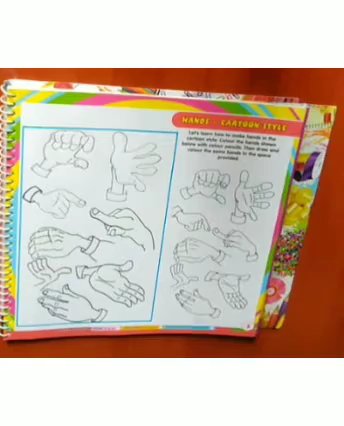 HANDS - CARTOON STYLE
Let's learn how to make hands in the
cartoon style. Colour the hands shown
below with colour pencils. Then draw and
colour the same hands in the space
provided.